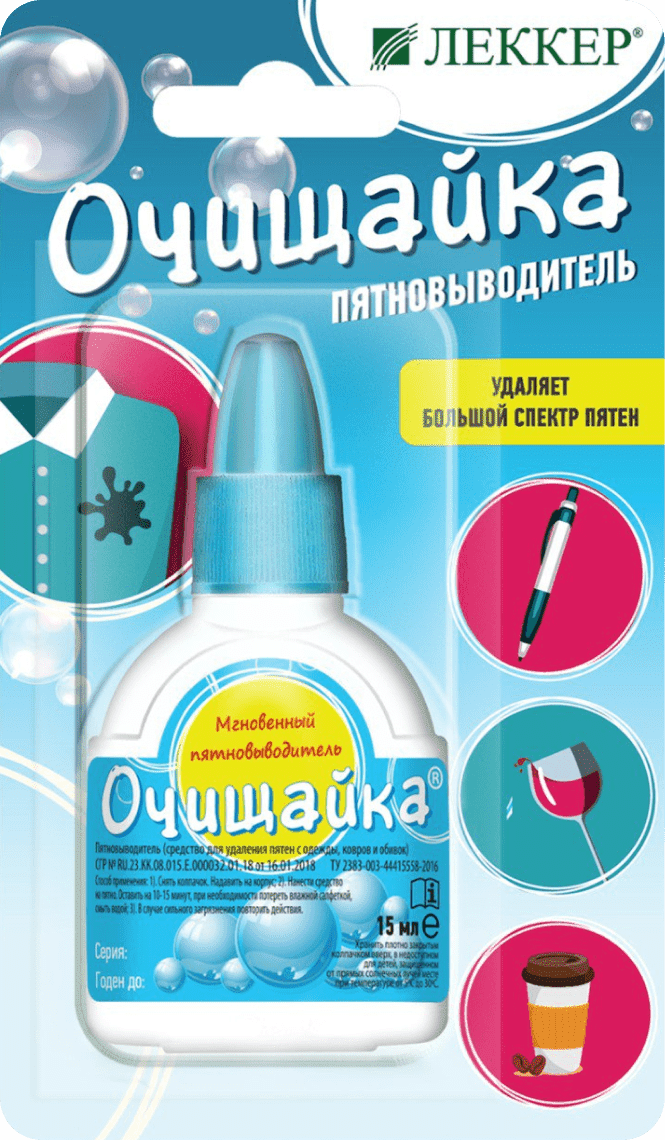 ЛЕККЕР®
Очищайка
ПЯТНОВЫВОДИТЕЛЬ
УДАЛЯЕТ
БОЛЬШОЙ СПЕКТР ПЯТЕН
Мгновенный
пятновыводитель
Очищайка®
Пятновыводитель (средство для удаления пятен с одежды, ковров и обивок)
СГР № RU.23.КК.08.015.Е.000032.01.18 от 16.01.2018 ТУ 2383-003-44415558-2016
Способ применения: 1). Снять колпачок. Надавить на корпус; 2). Нанести средство
на пятно. Оставить на 10-15 минут, при необходимости потереть влажной салфеткой,
смыть водой; 3). В случае сильного загрязнения повторить действия.
15 мл ℮
Хранить плотно закрытым
колпачком вверх, в недоступном
для детей, защищенном
от прямых солнечных лучей месте
при температуре от
Серия:
Годен до: